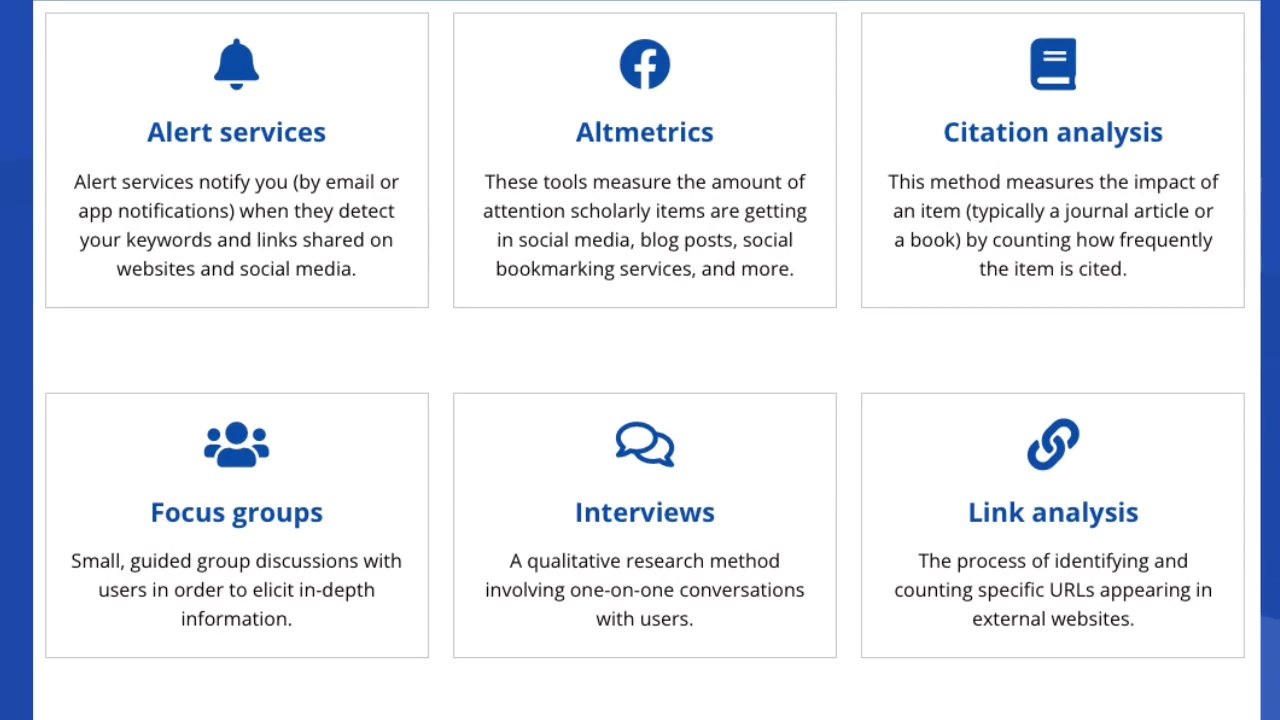 Alert services
Alert services notify you (by email or
app notifications) when they detect
your keywords and links shared on
websites and social media.
Altmetrics
These tools measure the amount of
attention scholarly items are getting
in social media, blog posts, social
bookmarking services, and more.
Citation analysis
This method measures the impact of
an item (typically a journal article or
a book) by counting how frequently
the item is cited.
Focus groups
Small, guided group discussions with
users in order to elicit in-depth
information.
Interviews
A qualitative research method
involving one-on-one conversations
with users.
Link analysis
The process of identifying and
counting specific URLs appearing in
external websites.